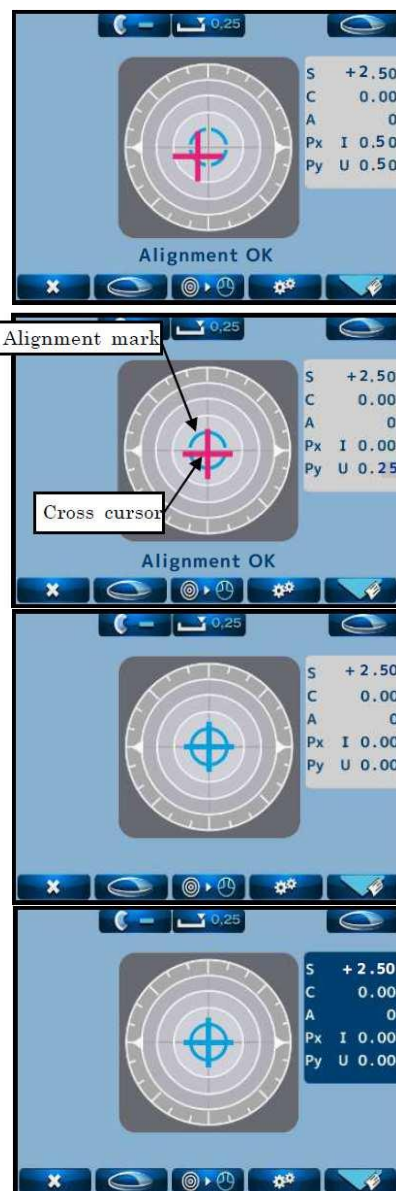 − 0,25
S +2.50
C 0.00
A 0
Px I 0.50
Py U 0.50
Alignment OK
0,25
Alignment mark
S +2.50
C 0.00
A 0
Px I 0.00
Py U 0.25
Cross cursor
Alignment OK
− 0,25
S +2.50
C 0.00
A 0
Px I 0.00
Py U 0.00
− 0,25
S +2.50
C 0.00
A 0
Px I 0.00
Py U 0.00